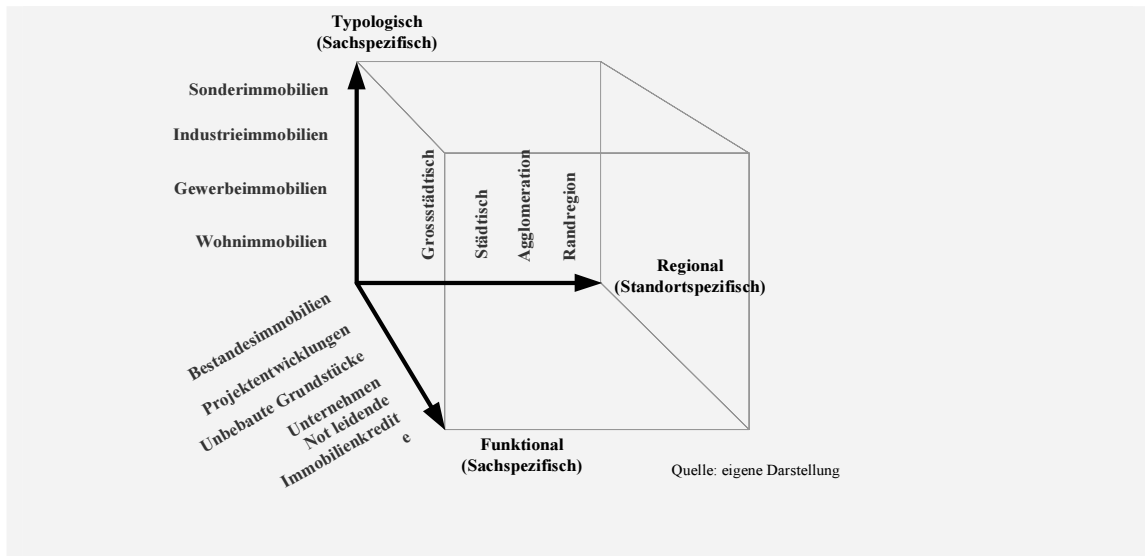 Typologisch
(Sachspezifisch)
Sonderimmobilien
Industrieimmobilien
Gewerbeimmobilien
Wohnimmobilien
Grossstädtisch
Städtisch
Agglomeration
Randregion
Regional
(Standortspezifisch)
Bestandesimmobilien
Projektentwicklungen
Unbebaute Grundstücke
Unternehmen
Not leidende
Immobilienkredit
e
Funktional
(Sachspezifisch)
Quelle: eigene Darstellung